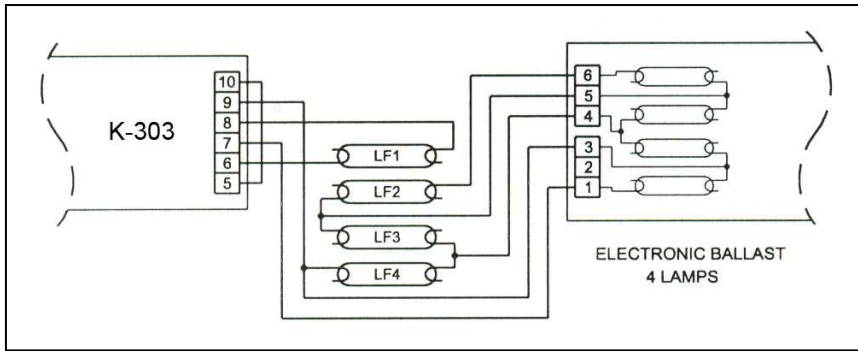 K-303
10
9
8
7
6
5
LF1
LF2
LF3
LF4
6
5
4
3
2
1
ELECTRONIC BALLAST
4 LAMPS